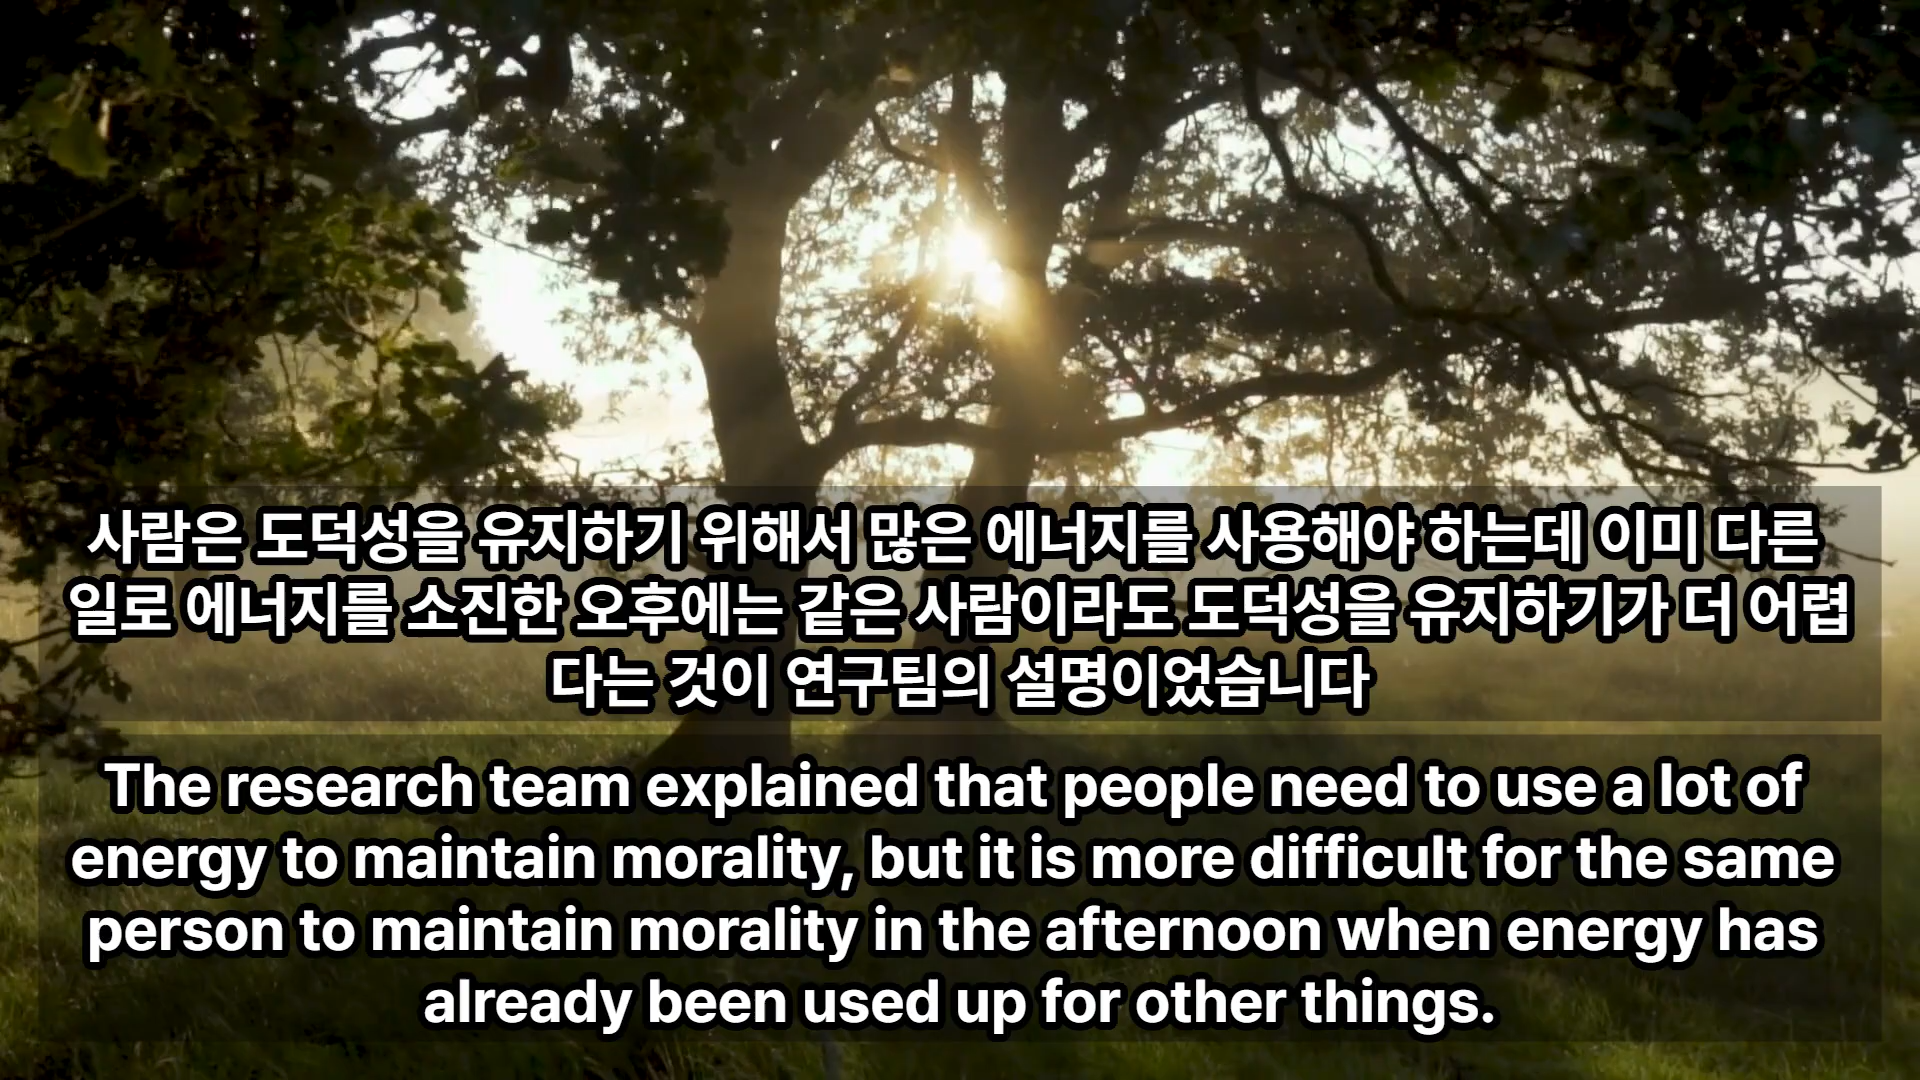 사람은 도덕성을 유지하기 위해서 많은 에너지를 사용해야 하는데 이미 다른
일로 에너지를 소진한 오후에는 같은 사람이라도 도덕성을 유지하기가 더 어렵
다는 것이 연구팀의 설명이었습니다
The research team explained that people need to use a lot of
energy to maintain morality, but it is more difficult for the same
person to maintain morality in the afternoon when energy has
already been used up for other things.